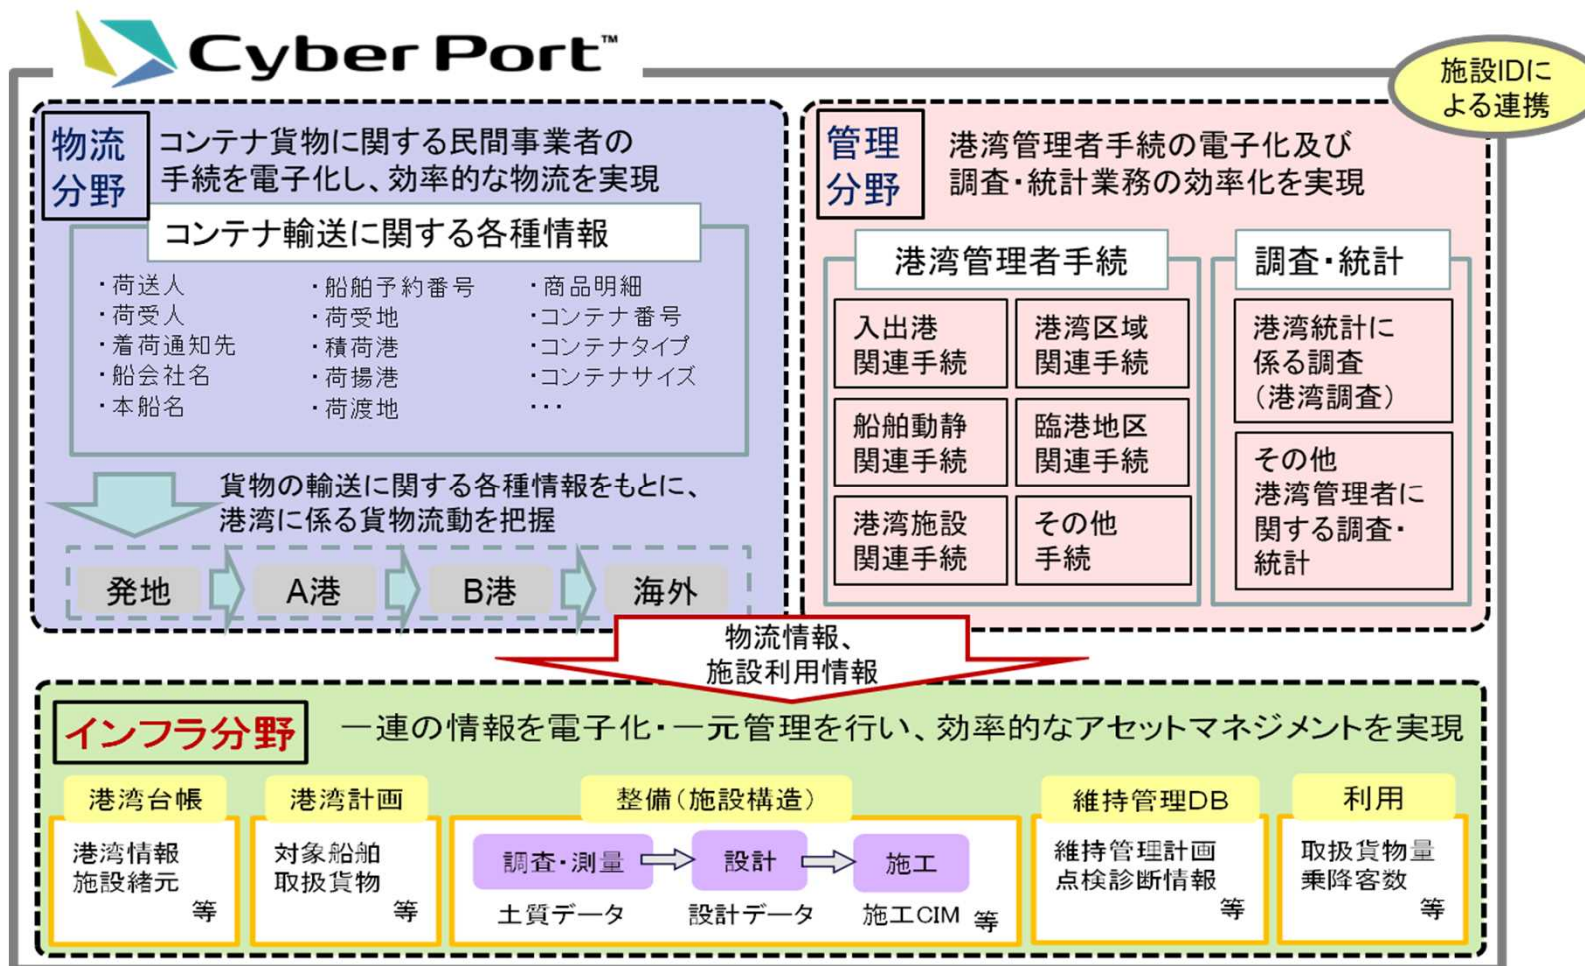 Cyber Port™
施設IDに
よる連携
物流
分野
コンテナ貨物に関する民間事業者の
手続を電子化し、効率的な物流を実現
コンテナ輸送に関する各種情報
・荷送人
・荷受人
・着荷通知先
・船会社名
・本船名
・船舶予約番号
・荷受地
・積荷港
・荷揚港
・荷渡地
・商品明細
・コンテナ番号
・コンテナタイプ
・コンテナサイズ
・・・
貨物の輸送に関する各種情報をもとに、
港湾に係る貨物流動を把握
発地
A港
B港
海外
管理
分野
港湾管理者手続の電子化及び
調査・統計業務の効率化を実現
港湾管理者手続
入出港
関連手続
港湾区域
関連手続
船舶動静
関連手続
臨港地区
関連手続
港湾施設
関連手続
その他
手続
調査・統計
港湾統計に
係る調査
（港湾調査）
その他
港湾管理者に
関する調査・
統計
物流情報、
施設利用情報
インフラ分野
一連の情報を電子化・一元管理を行い、効率的なアセットマネジメントを実現
港湾台帳
港湾情報
施設緒元
等
港湾計画
対象船舶
取扱貨物
等
整備（施設構造）
調査・測量
設計
施工
土質データ
設計データ
施工CIM 等
維持管理DB
維持管理計画
点検診断情報
等
利用
取扱貨物量
乗降客数
等